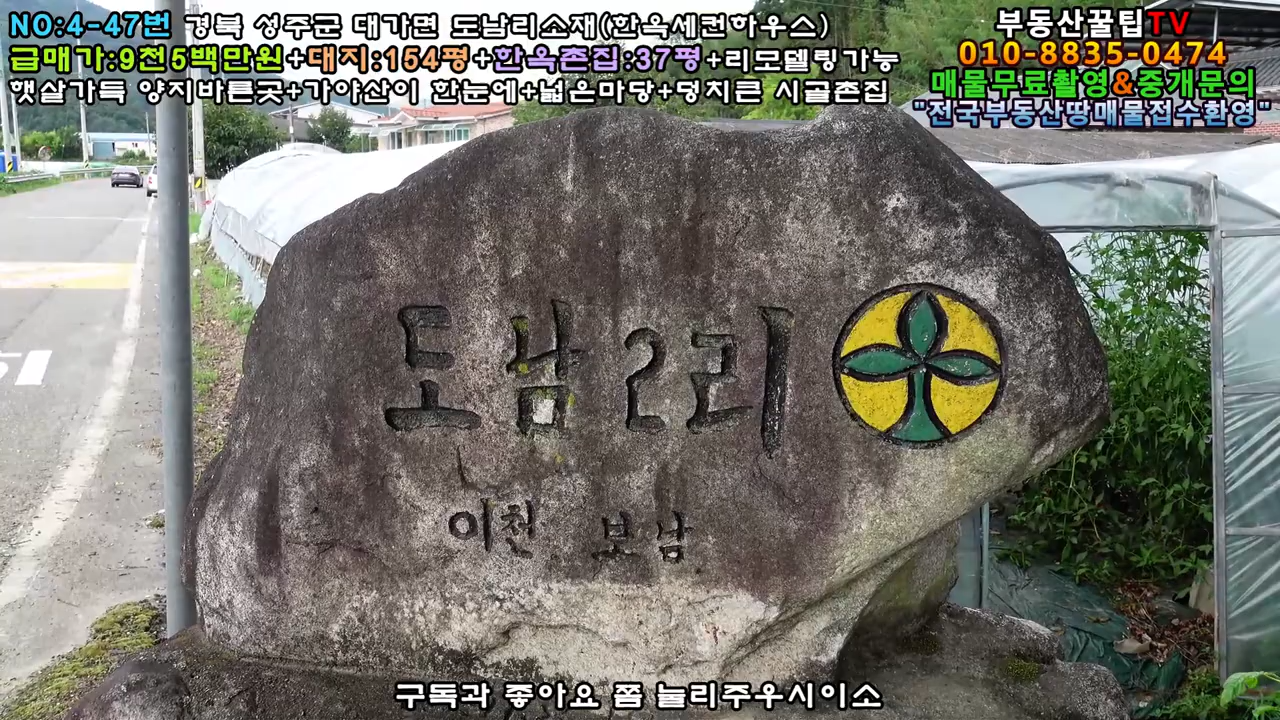 NO:4-47번 경북 성주군 대가면 도남리소재(한옥세컨하우스)
급매가:9천5백만원+대지:154평+한옥촌집:37평+리모델링가능
햇살가득 양지바른곳+가야산이 한눈에+넓은마당+덩치큰 시골촌집
부동산꿀팁TV
010-8835-0474
매물무료촬영&중개문의
"전국부동산땅매물접수환영"
도남2리
이천 보남
구독과 좋아요 쫌 눌리주우시이소